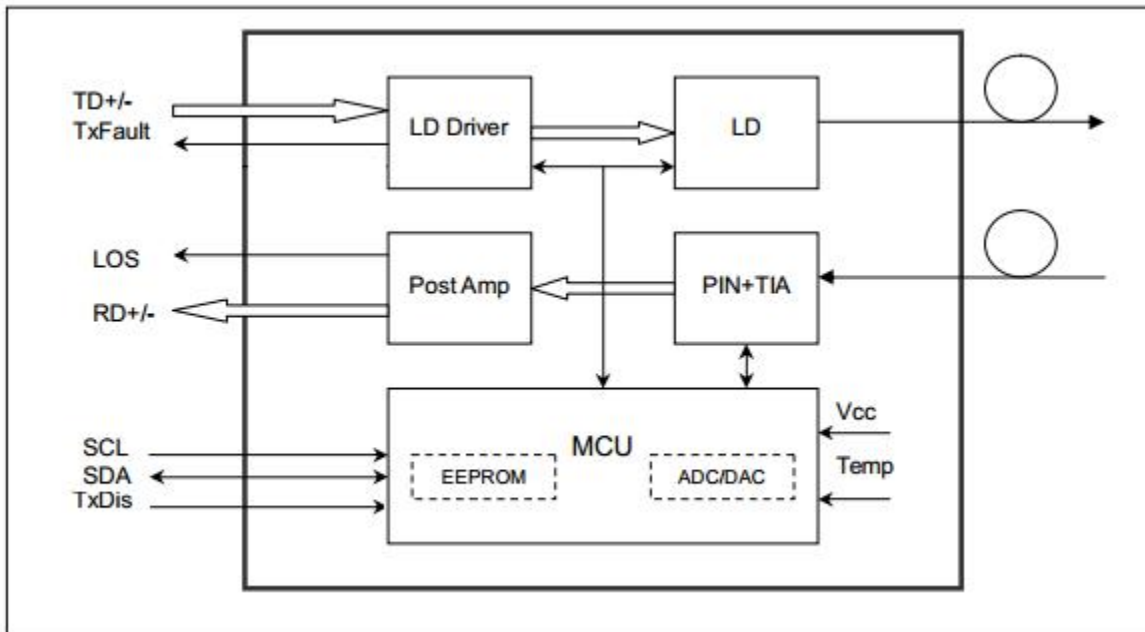 TD+/-
TxFault
LD Driver
LD
LOS
RD+/-
Post Amp
PIN+TIA
SCL
SDA
TxDis
MCU
EEPROM
ADC/DAC
Vcc
Temp